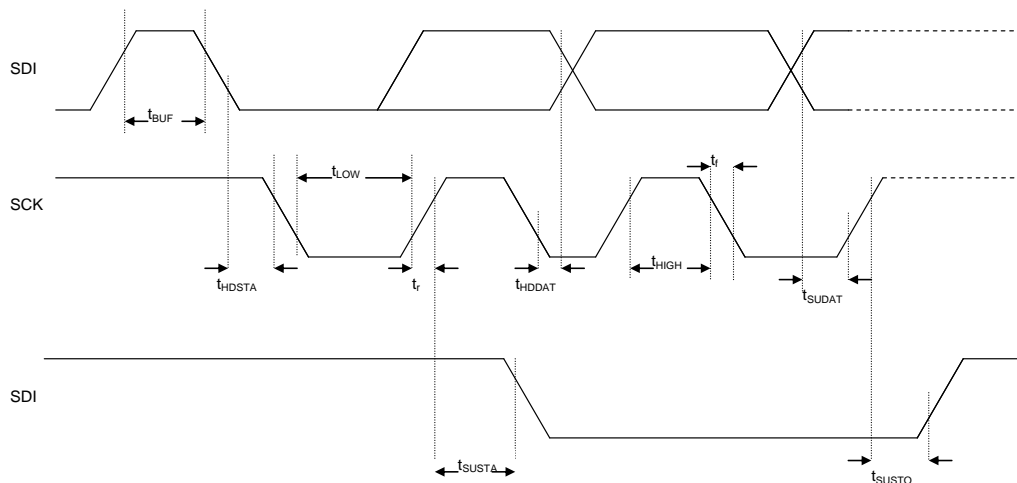 SDI
tBUF
tLOW
tf
SCK
tHDSTA
tr
tHDDAT
tHIGH
tSUDAT
SDI
tSUSTA
tSUSTO